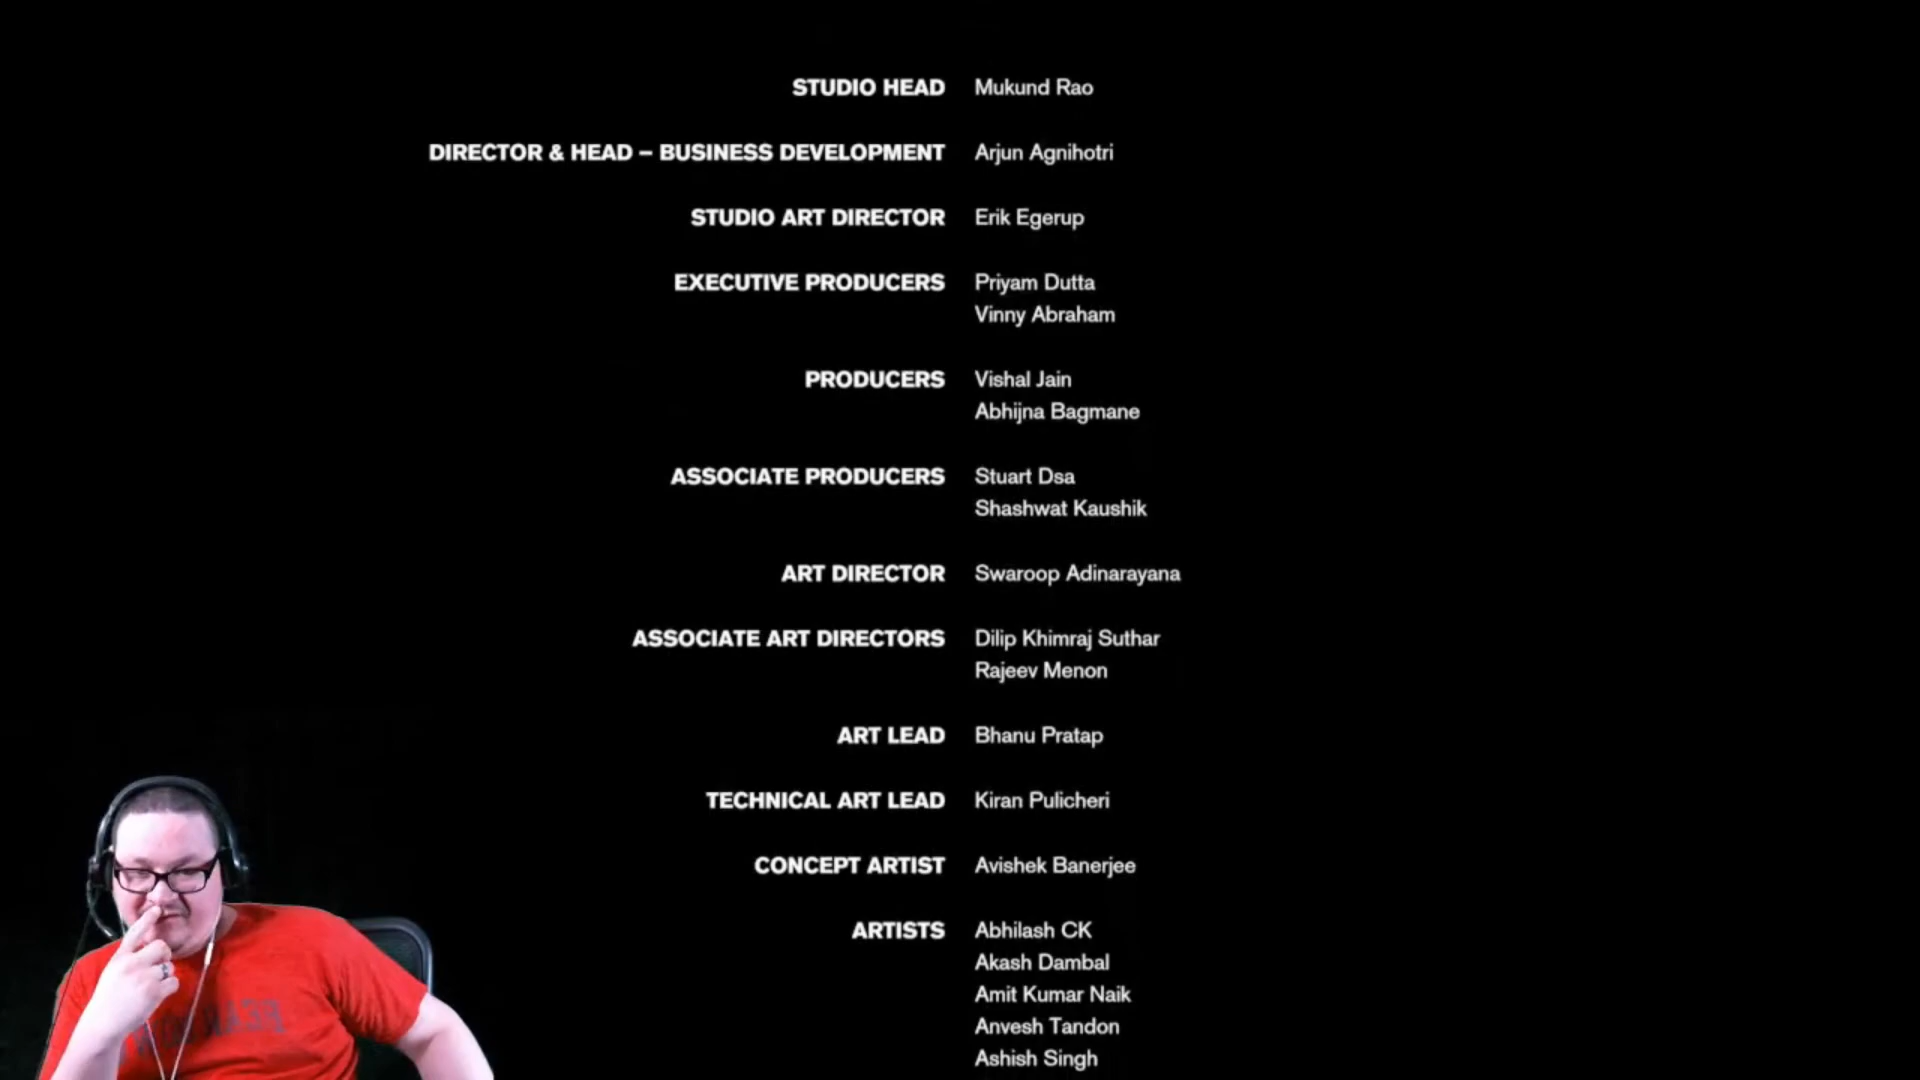 STUDIO HEAD Mukund Rao
DIRECTOR & HEAD – BUSINESS DEVELOPMENT Arjun Agnihotri
STUDIO ART DIRECTOR Erik Egerup
EXECUTIVE PRODUCERS Priyam Dutta
Vinny Abraham
PRODUCERS Vishal Jain
Abhijna Bagmane
ASSOCIATE PRODUCERS Stuart Dsa
Shashwat Kaushik
ART DIRECTOR Swaroop Adinarayana
ASSOCIATE ART DIRECTORS Dilip Khimraj Suthar
Rajeev Menon
ART LEAD Bhanu Pratap
TECHNICAL ART LEAD Kiran Pulicheri
CONCEPT ARTIST Avishek Banerjee
ARTISTS Abhilash CK
Akash Dambal
Amit Kumar Naik
Anvesh Tandon
Ashish Singh